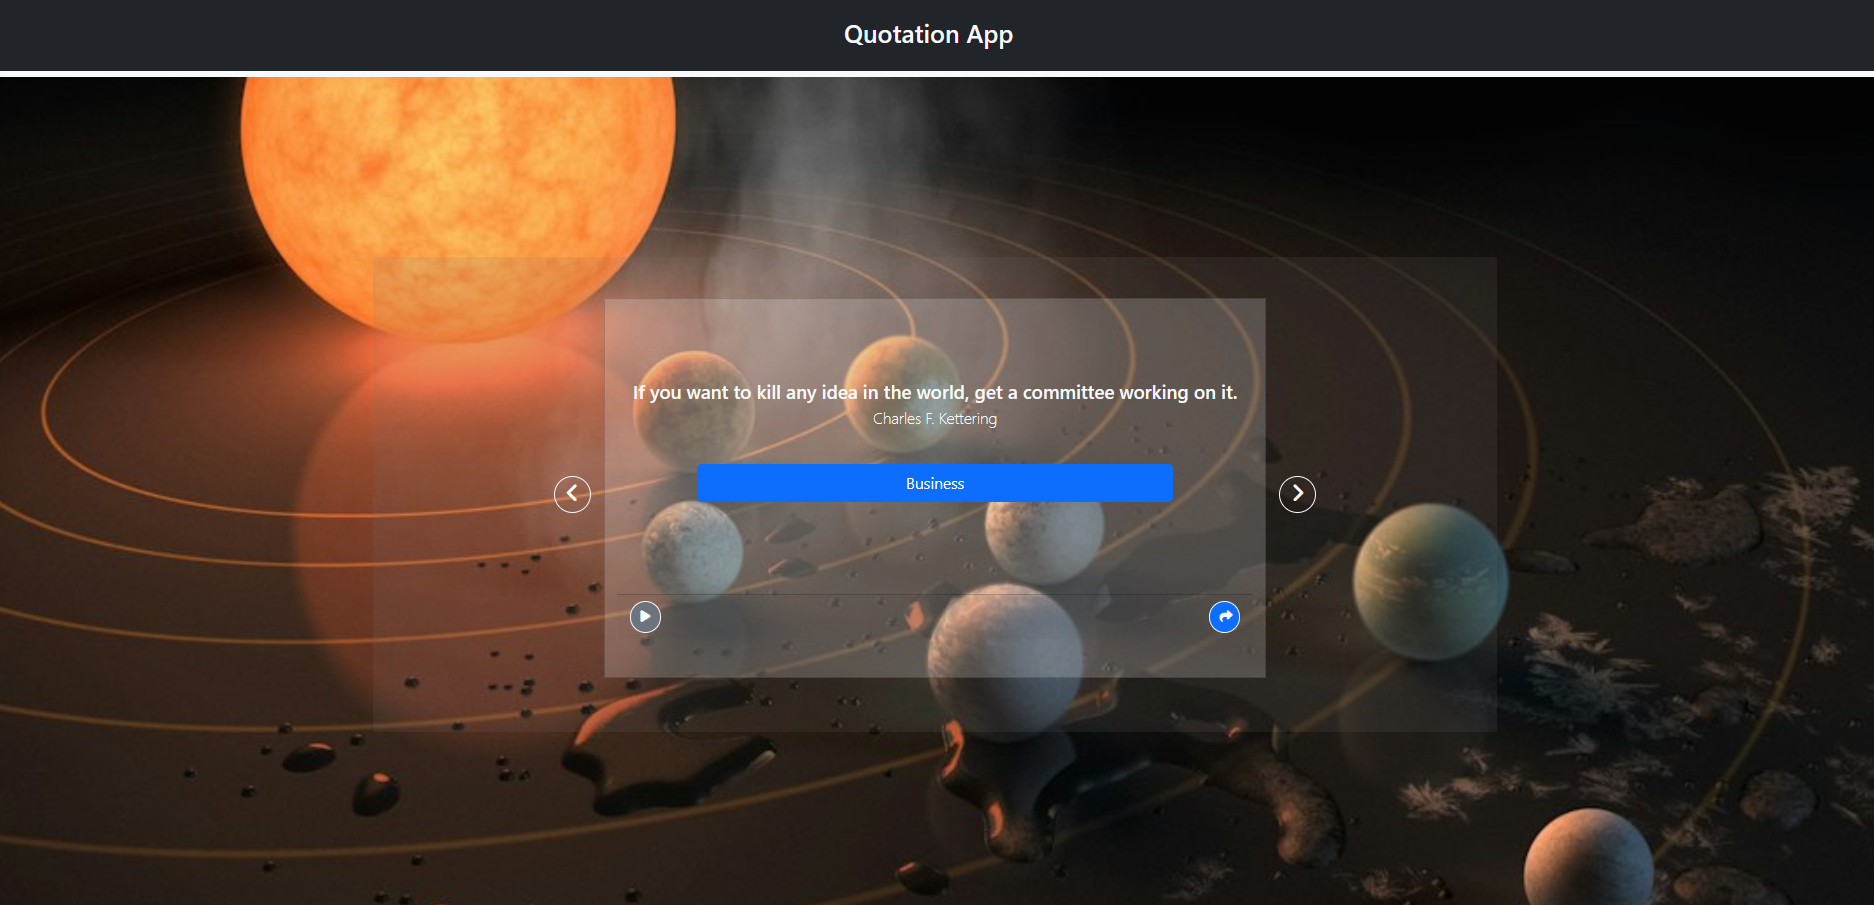 Quotation App
If you want to kill any idea in the world, get a committee working on it.
Charles F. Kettering
Business